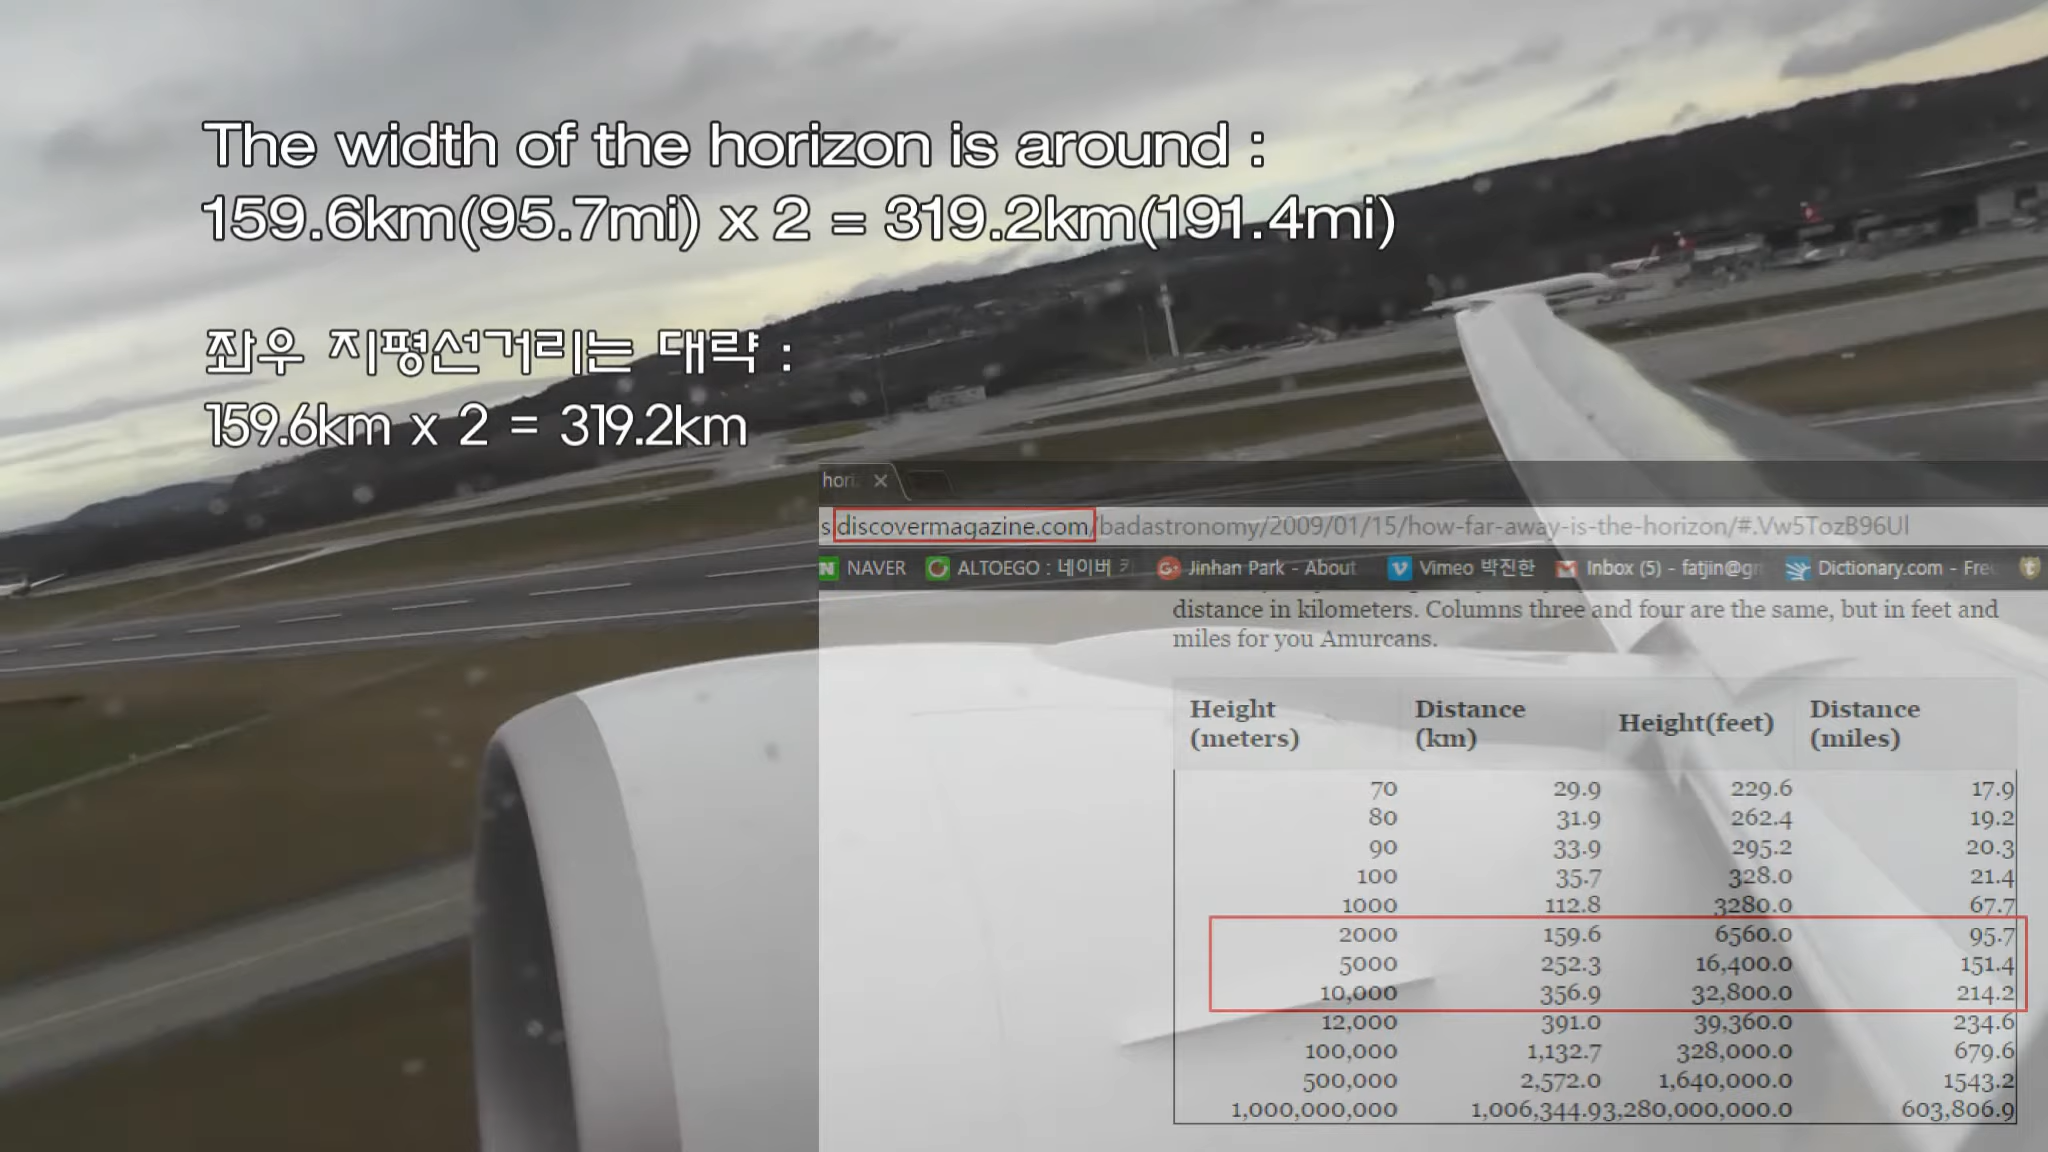 The width of the horizon is around :
159.6km(95.7mi) x 2 = 319.2km(191.4mi)
좌우 지평선거리는 대략 :
159.6km x 2 = 319.2km
hori
s discovermagazine.com/badastronomy/2009/01/15/how-far-away-is-the-horizon/#.Vw5TozB96Ul
NAVER ALTOEGO : 네이버 Jinhan Park - About Vimeo 박진한 Inbox (5) - fatjin@gm Dictionary.com - Fre
distance in kilometers. Columns three and four are the same, but in feet and
miles for you Amurcans.
Height (meters) Distance (km) Height(feet) Distance (miles)
70 29.9 229.6 17.9
80 31.9 262.4 19.2
90 33.9 295.2 20.3
100 35.7 328.0 21.4
1000 112.8 3280.0 67.7
2000 159.6 6560.0 95.7
5000 252.3 16,400.0 151.4
10,000 356.9 32,800.0 214.2
12,000 391.0 39,360.0 234.6
100,000 1,132.7 328,000.0 679.6
500,000 2,572.0 1,640,000.0 1543.2
1,000,000,000 1,006,344.9 3,280,000,000.0 603,806.9